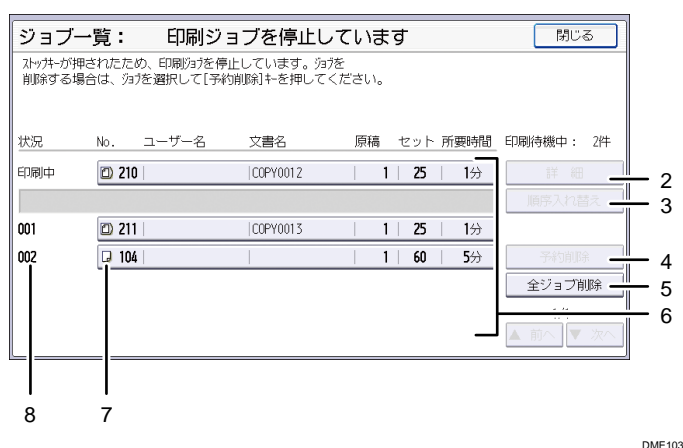 ジョブ一覧： 印刷ジョブを停止しています 閉じる
ｽﾄｯﾌﾟｷｰが押されたため、印刷ｼﾞｮﾌﾞを停止しています。ｼﾞｮﾌﾞを
削除する場合は、ｼﾞｮﾌﾞを選択して[予約削除]ｷｰを押してください。
状況 No. ユーザー名 文書名 原稿 セット 所要時間 印刷待機中： 2件
印刷中 210 COPY0012 1 25 1分 詳 細 2
順序入れ替え 3
001 211 COPY0013 1 25 1分
002 104 1 60 5分 予約削除 4
全ジョブ削除 5
6
▲ 前へ ▼ 次へ
8 7
DMF103